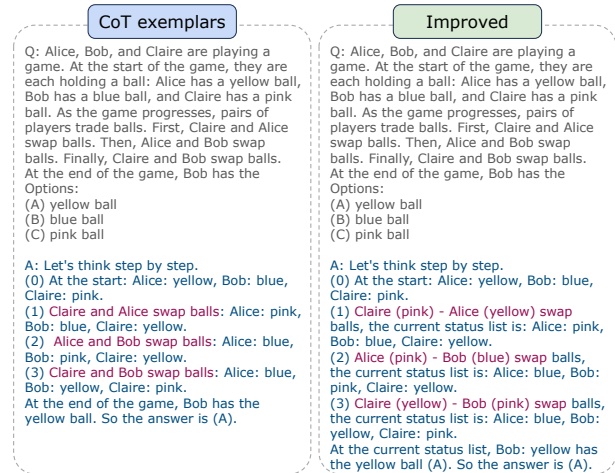 CoT exemplars
Q: Alice, Bob, and Claire are playing a
game. At the start of the game, they are
each holding a ball: Alice has a yellow ball,
Bob has a blue ball, and Claire has a pink
ball. As the game progresses, pairs of
players trade balls. First, Claire and Alice
swap balls. Then, Alice and Bob swap
balls. Finally, Claire and Bob swap balls.
At the end of the game, Bob has the
Options:
(A) yellow ball
(B) blue ball
(C) pink ball
A: Let's think step by step.
(0) At the start: Alice: yellow, Bob: blue,
Claire: pink.
(1) Claire and Alice swap balls: Alice: pink,
Bob: blue, Claire: yellow.
(2) Alice and Bob swap balls: Alice: blue,
Bob: pink, Claire: yellow.
(3) Claire and Bob swap balls: Alice: blue,
Bob: yellow, Claire: pink.
At the end of the game, Bob has the
yellow ball. So the answer is (A).
Improved
Q: Alice, Bob, and Claire are playing a
game. At the start of the game, they are
each holding a ball: Alice has a yellow ball,
Bob has a blue ball, and Claire has a pink
ball. As the game progresses, pairs of
players trade balls. First, Claire and Alice
swap balls. Then, Alice and Bob swap
balls. Finally, Claire and Bob swap balls.
At the end of the game, Bob has the
Options:
(A) yellow ball
(B) blue ball
(C) pink ball
A: Let's think step by step.
(0) At the start: Alice: yellow, Bob: blue,
Claire: pink.
(1) Claire (pink) - Alice (yellow) swap
balls, the current status list is: Alice: pink,
Bob: blue, Claire: yellow.
(2) Alice (pink) - Bob (blue) swap balls,
the current status list is: Alice: blue, Bob:
pink, Claire: yellow.
(3) Claire (yellow) - Bob (pink) swap balls,
the current status list is: Alice: blue, Bob:
yellow, Claire: pink.
At the current status list, Bob: yellow has
the yellow ball (A). So the answer is (A).